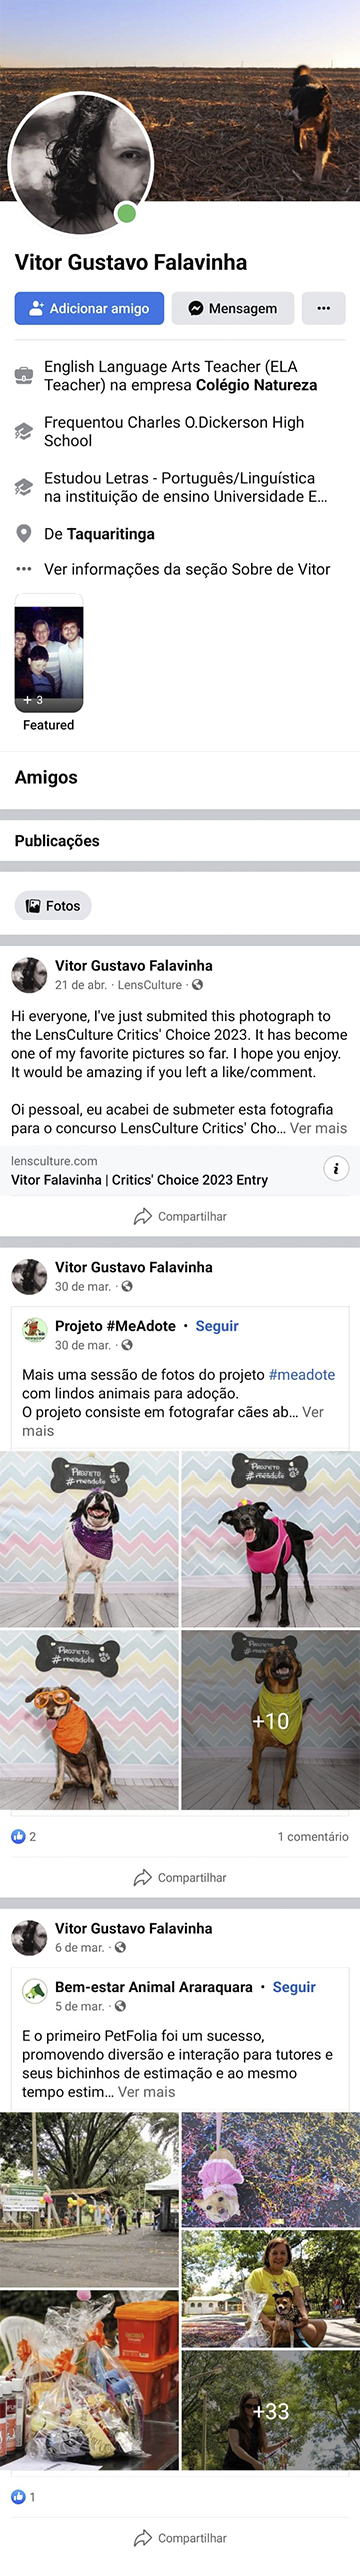 Vitor Gustavo Falavinha
Adicionar amigo
Mensagem
English Language Arts Teacher (ELA
Teacher) na empresa Colégio Natureza
Frequentou Charles O.Dickerson High
School
Estudou Letras - Português/Linguística
na instituição de ensino Universidade E...
De Taquaritinga
Ver informações da seção Sobre de Vitor
+ 3
Featured
Amigos
Publicações
Fotos
Vitor Gustavo Falavinha
21 de abr. · LensCulture ·
Hi everyone, I've just submited this photograph to
the LensCulture Critics' Choice 2023. It has become
one of my favorite pictures so far. I hope you enjoy.
It would be amazing if you left a like/comment.
Oi pessoal, eu acabei de submeter esta fotografia
para o concurso LensCulture Critics' Cho... Ver mais
lensculture.com
Vitor Falavinha | Critics' Choice 2023 Entry
Compartilhar
Vitor Gustavo Falavinha
30 de mar. ·
Projeto #MeAdote • Seguir
30 de mar. ·
Mais uma sessão de fotos do projeto #meadote
com lindos animais para adoção.
O projeto consiste em fotografar cães ab... Ver
mais
PROJETO
#meadote
PROJETO
#meadote
PROJETO
#meadote
PROJETO
#meadote
+10
2
1 comentário
Compartilhar
Vitor Gustavo Falavinha
6 de mar. ·
Bem-estar Animal Araraquara • Seguir
5 de mar. ·
E o primeiro PetFolia foi um sucesso,
promovendo diversão e interação para tutores e
seus bichinhos de estimação e ao mesmo
tempo estim... Ver mais
+33
1
Compartilhar